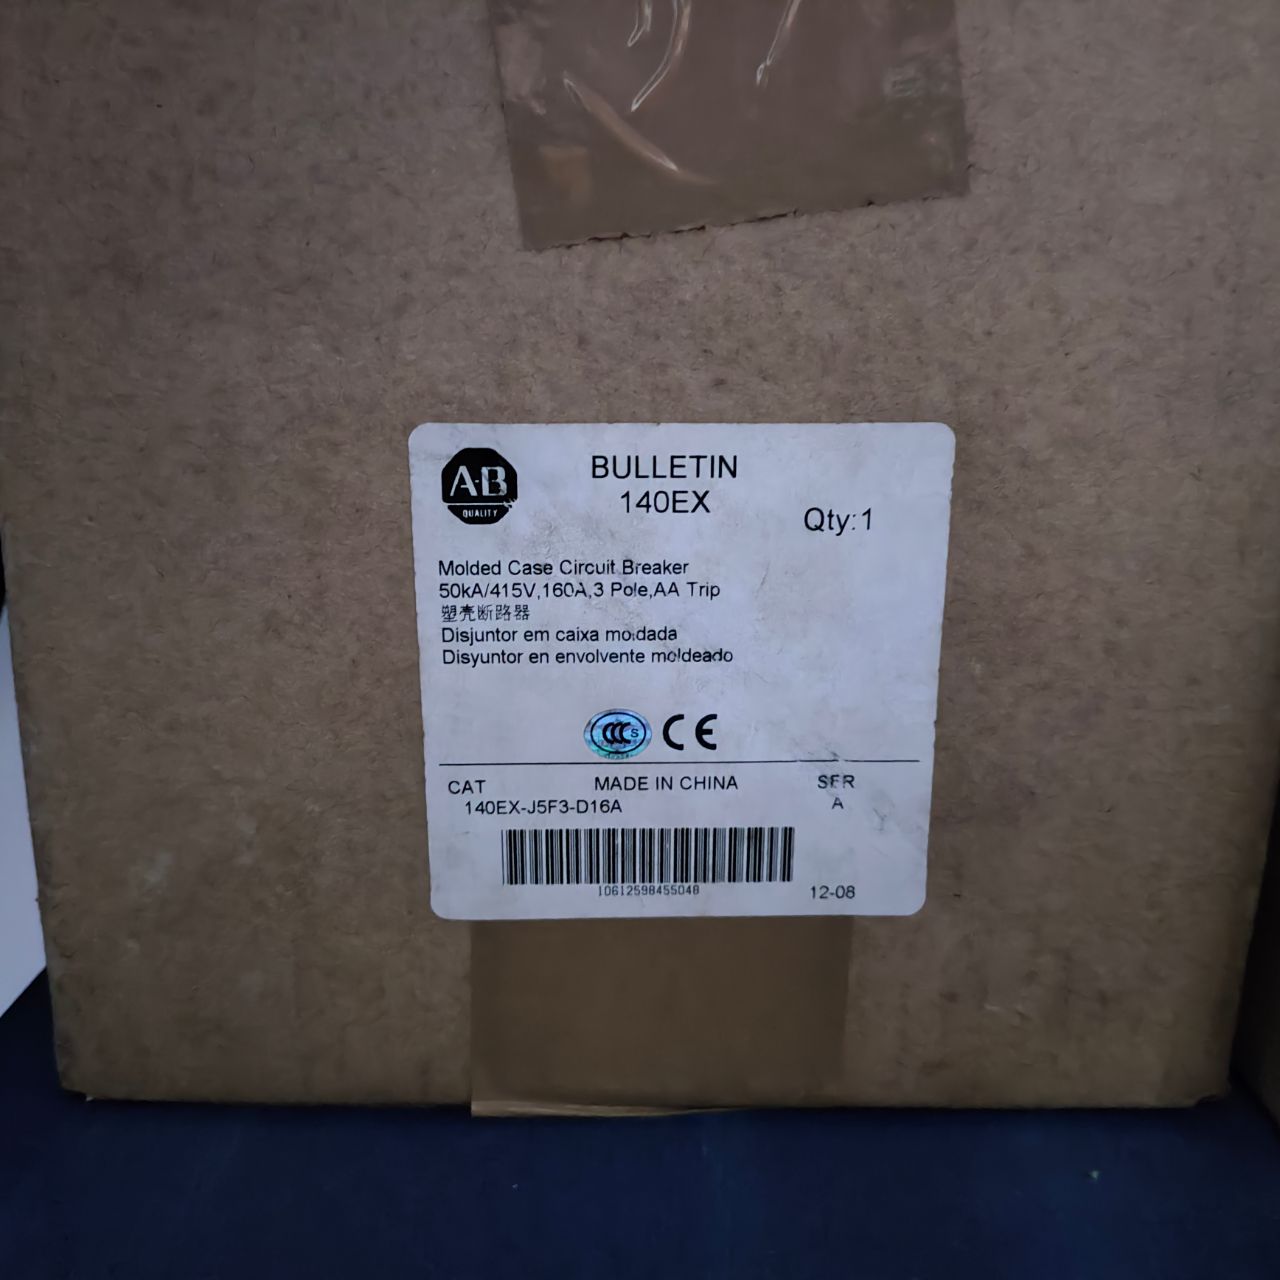 A·B
QUALITY
BULLETIN
140EX
Qty:1
Molded Case Circuit Breaker
50kA/415V,160A,3 Pole,AA Trip
塑壳断路器
Disjuntor em caixa moldada
Disyuntor en envolvente moldeado
CCC S CE
CAT MADE IN CHINA SER
140EX-J5F3-D16A A
10612598455048
12-08